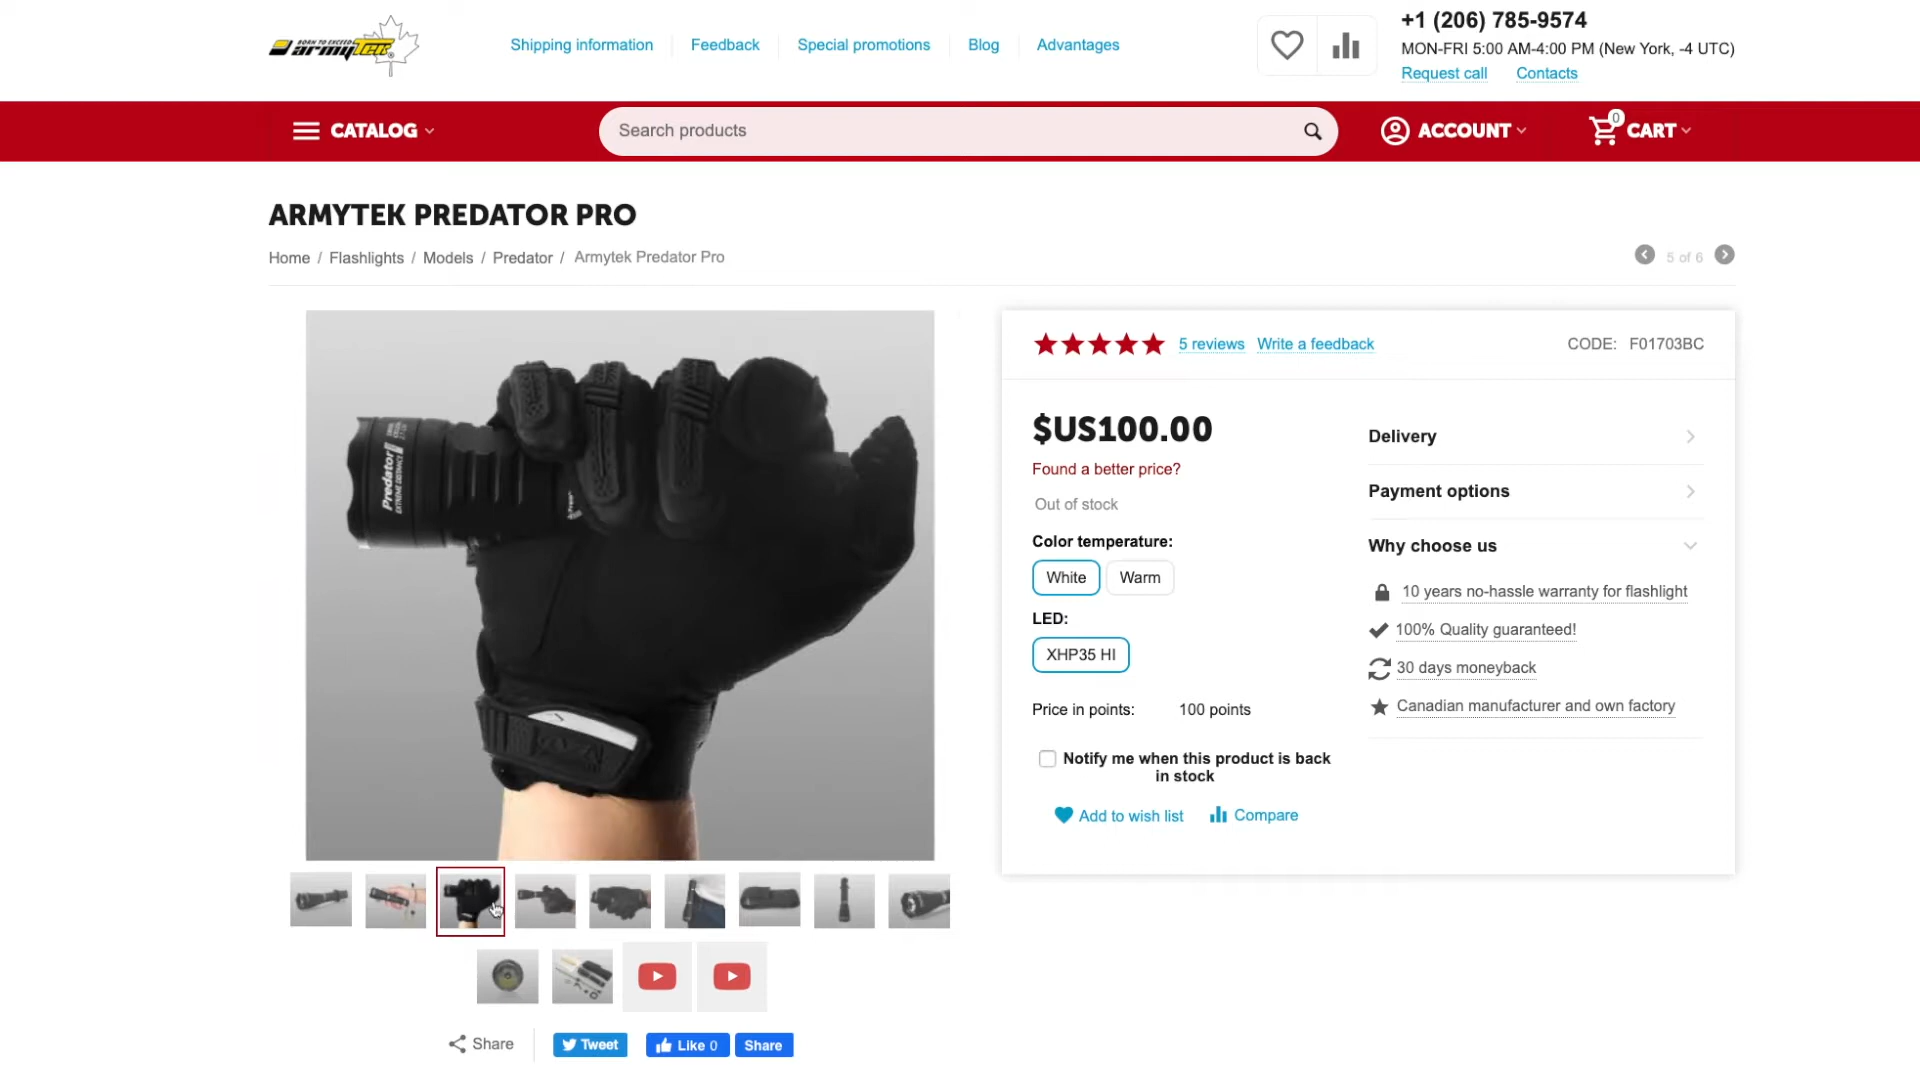 BORN TO EXCEED
armyTek®
Shipping information
Feedback
Special promotions
Blog
Advantages
+1 (206) 785-9574
MON-FRI 5:00 AM-4:00 PM (New York, -4 UTC)
Request call
Contacts
CATALOG
Search products
ACCOUNT
0
CART
ARMYTEK PREDATOR PRO
Home / Flashlights / Models / Predator / Armytek Predator Pro
5 of 6
Predator
EXTREME DISTANCE
5 reviews
Write a feedback
CODE: F01703BC
$US100.00
Found a better price?
Out of stock
Color temperature:
White
Warm
LED:
XHP35 HI
Price in points: 100 points
Notify me when this product is back
in stock
Add to wish list
Compare
Delivery
Payment options
Why choose us
10 years no-hassle warranty for flashlight
100% Quality guaranteed!
30 days moneyback
Canadian manufacturer and own factory
Share
Tweet
Like 0
Share